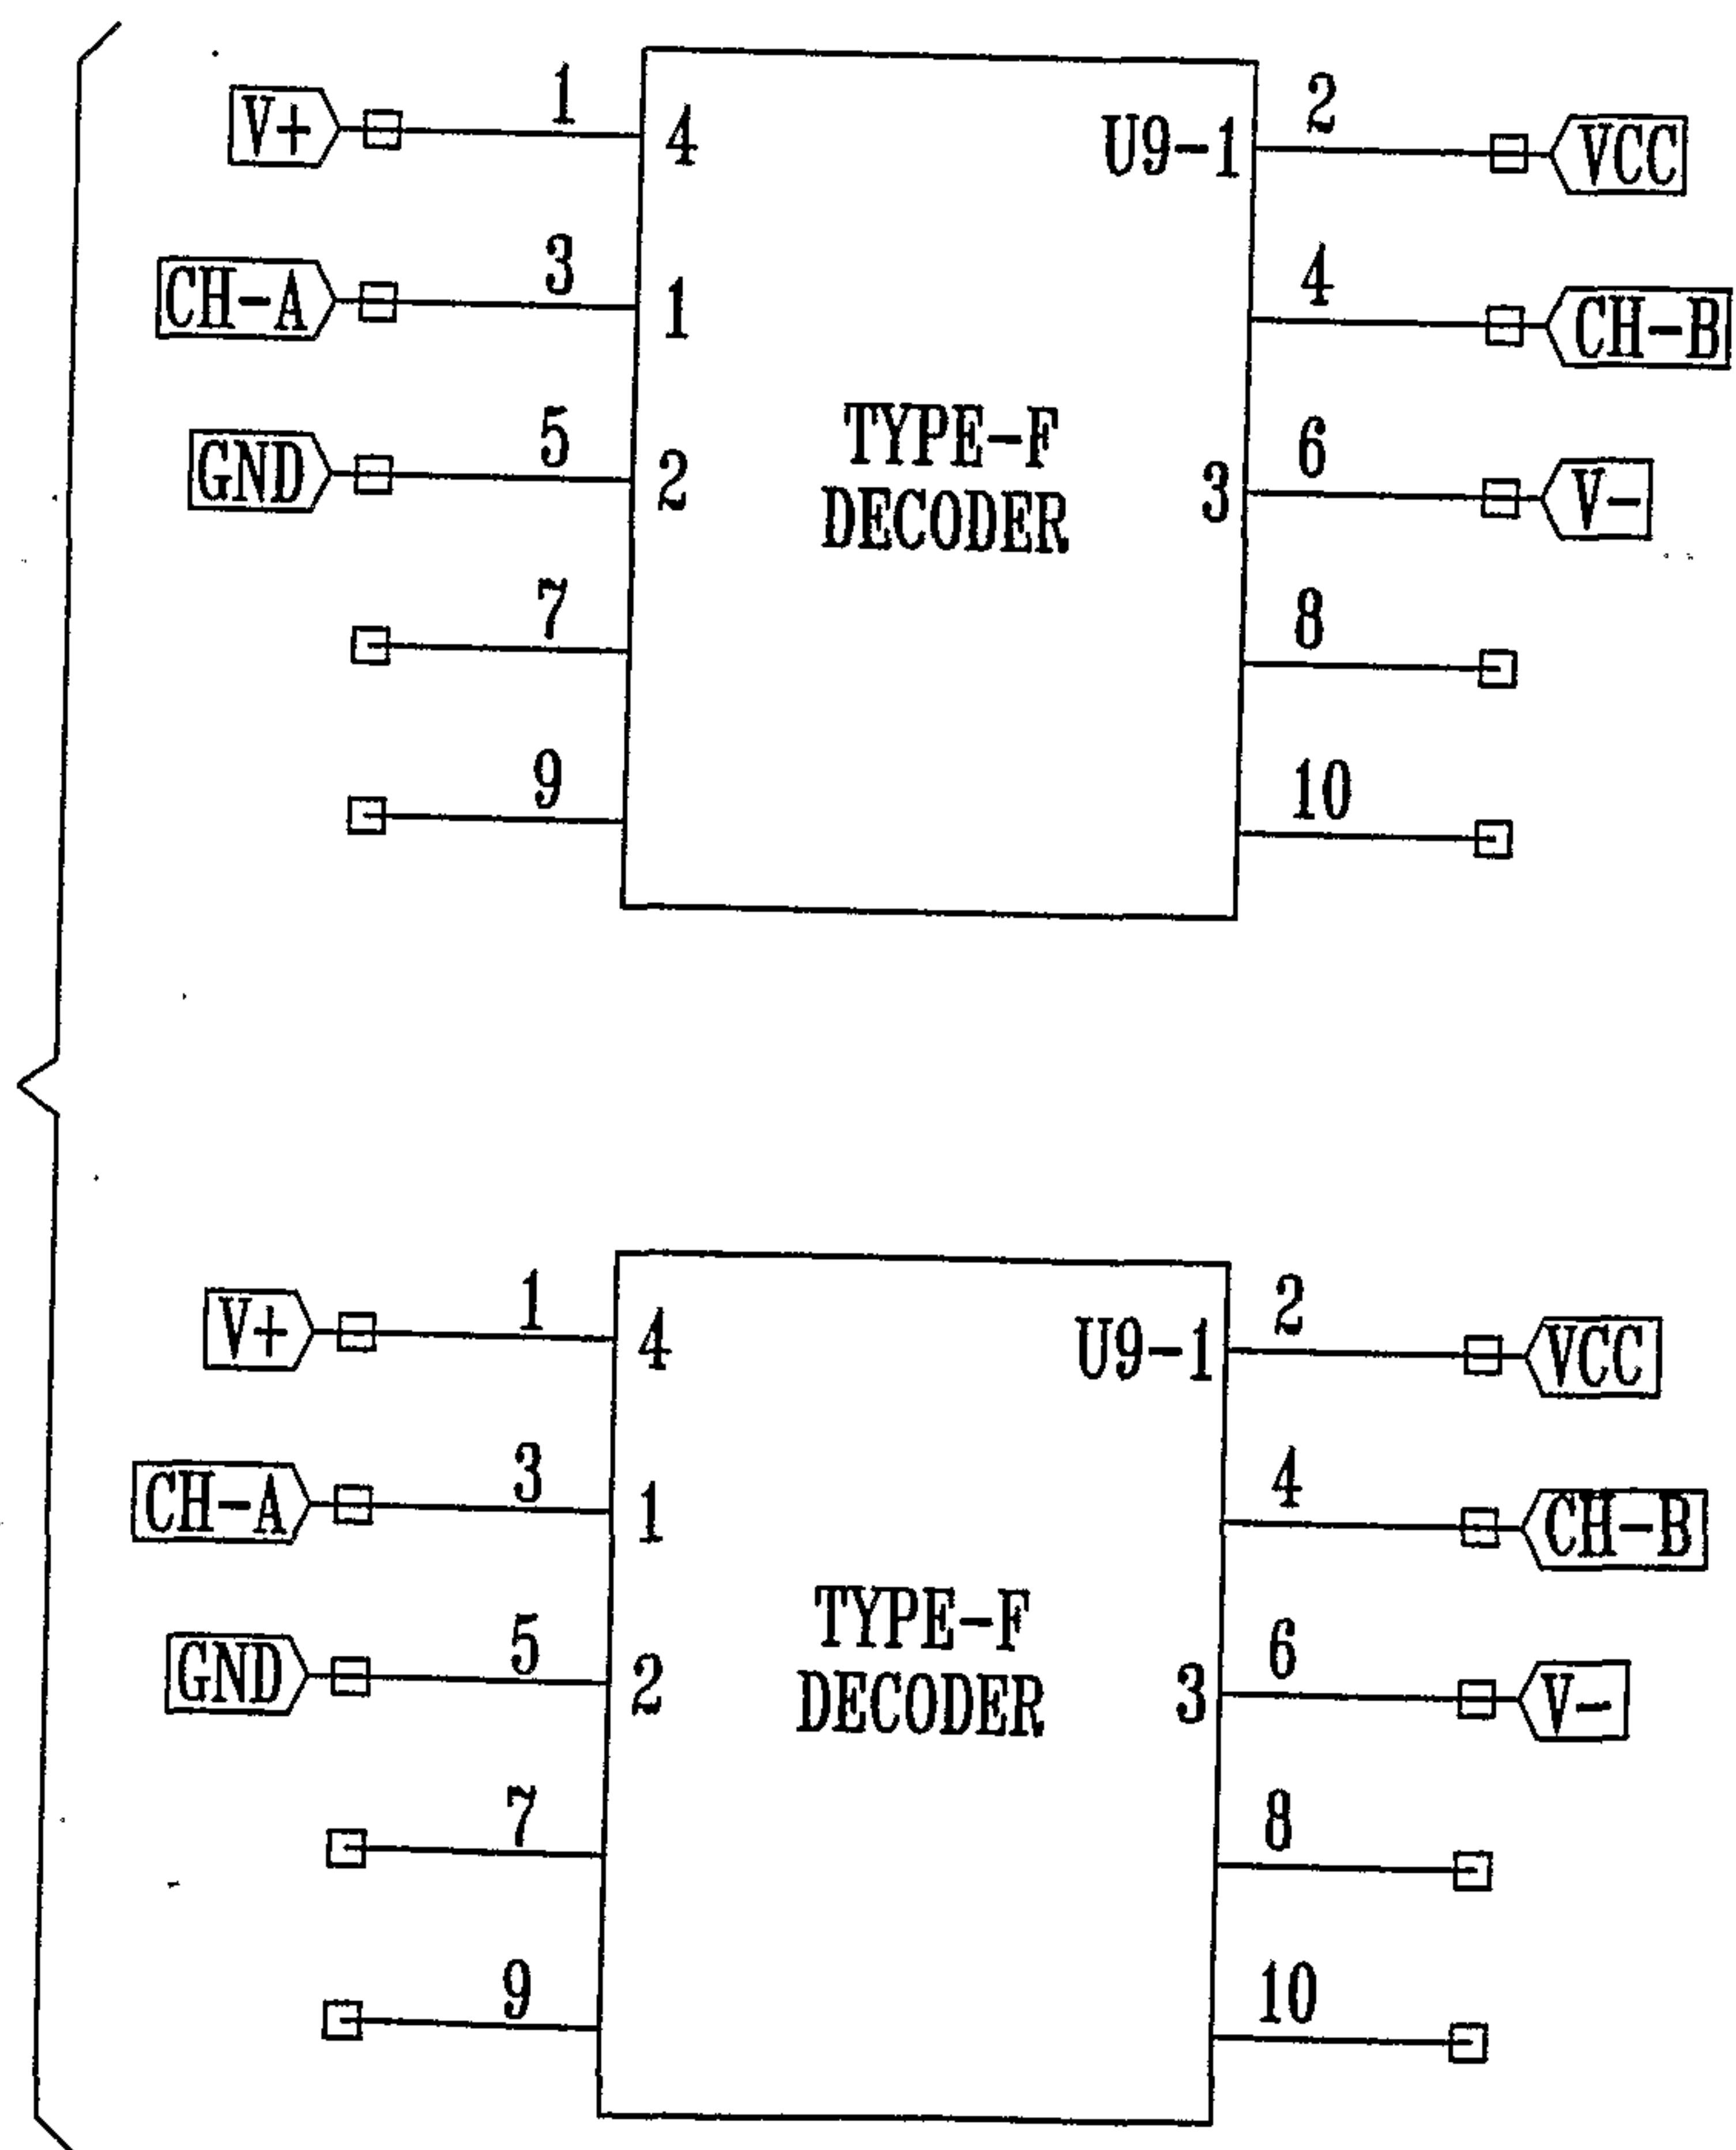 1 2
V+ 4 U9-1 VCC
3 4
CH-A 1 CH-B
5 TYPE-F 6
GND 2 DECODER 3 V-
7 8
9 10
1 2
V+ 4 U9-1 VCC
3 4
CH-A 1 CH-B
5 TYPE-F 6
GND 2 DECODER 3 V-
7 8
9 10